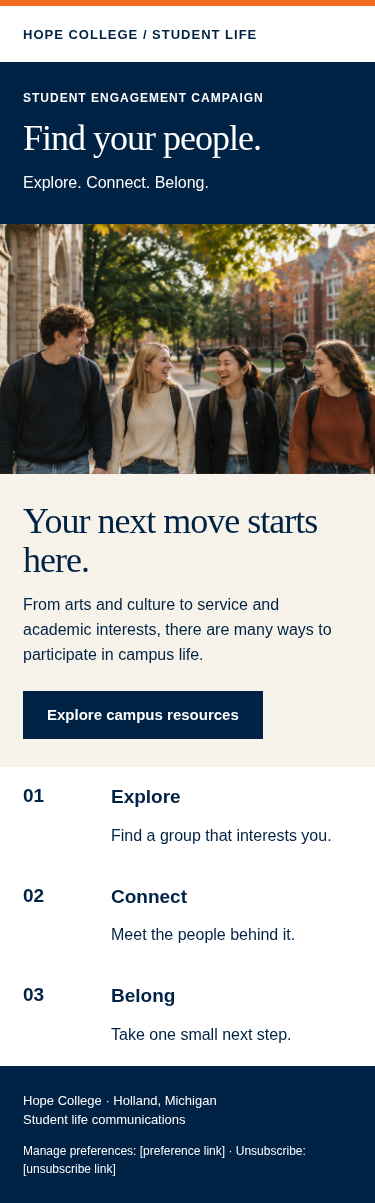 HOPE COLLEGE / STUDENT LIFE
STUDENT ENGAGEMENT CAMPAIGN
Find your people.
Explore. Connect. Belong.
Your next move starts
here.
From arts and culture to service and
academic interests, there are many ways to
participate in campus life.
Explore campus resources
01
Explore
Find a group that interests you.
02
Connect
Meet the people behind it.
03
Belong
Take one small next step.
Hope College · Holland, Michigan
Student life communications
Manage preferences: [preference link] · Unsubscribe:
[unsubscribe link]